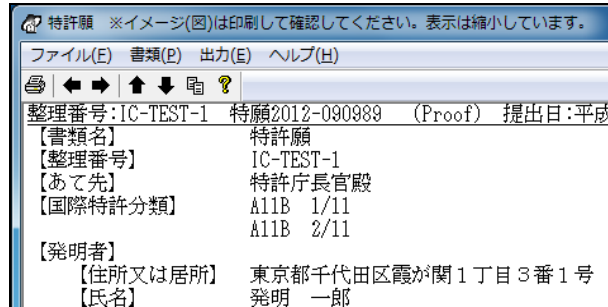 特許願　※イメージ(図)は印刷して確認してください。表示は縮小しています。
ファイル(F)　書類(P)　出力(E)　ヘルプ(H)
整理番号:IC-TEST-1　特願2012-090989　(Proof)　提出日:平成
【書類名】　特許願
【整理番号】　IC-TEST-1
【あて先】　特許庁長官殿
【国際特許分類】　A11B　1/11
A11B　2/11
【発明者】
【住所又は居所】　東京都千代田区霞が関１丁目３番１号
【氏名】　発明　一郎